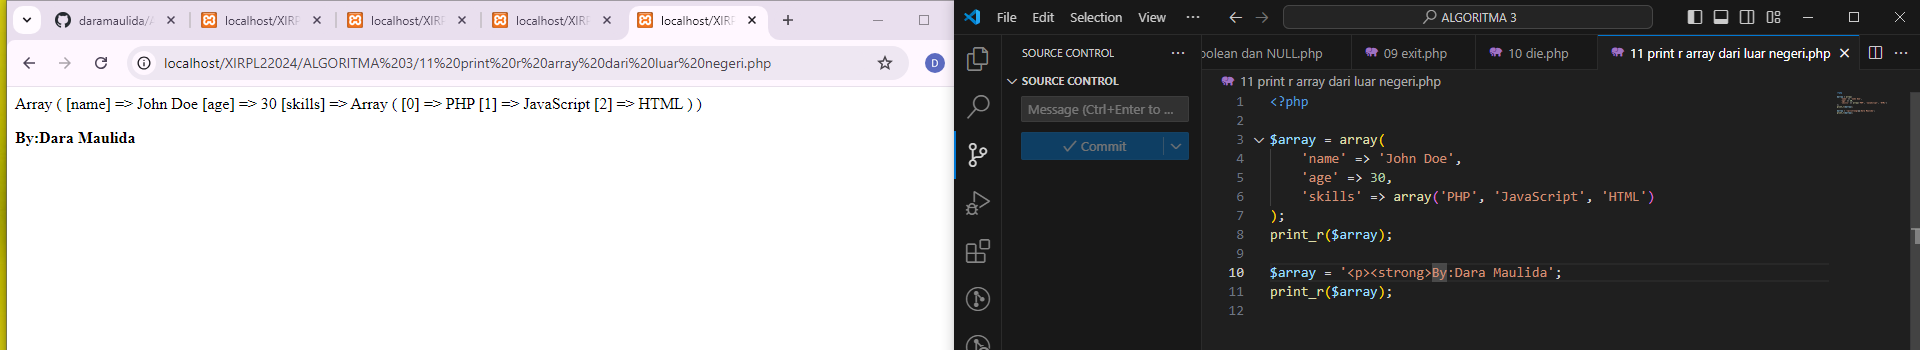 daramaulida/A
localhost/XIRP
localhost/XIRP
localhost/XIRP
localhost/XIRP
localhost/XIRPL22024/ALGORITMA%203/11%20print%20r%20array%20dari%20luar%20negeri.php
D
Array ( [name] => John Doe [age] => 30 [skills] => Array ( [0] => PHP [1] => JavaScript [2] => HTML ) )
By:Dara Maulida
File Edit Selection View ···
ALGORITMA 3
SOURCE CONTROL ···
SOURCE CONTROL
Message (Ctrl+Enter to ...
Commit
oolean dan NULL.php
09 exit.php
10 die.php
11 print r array dari luar negeri.php
11 print r array dari luar negeri.php
1 <?php
2
3 $array = array(
4 'name' => 'John Doe',
5 'age' => 30,
6 'skills' => array('PHP', 'JavaScript', 'HTML')
7 );
8 print_r($array);
9
10 $array = '<p><strong>By:Dara Maulida';
11 print_r($array);
12